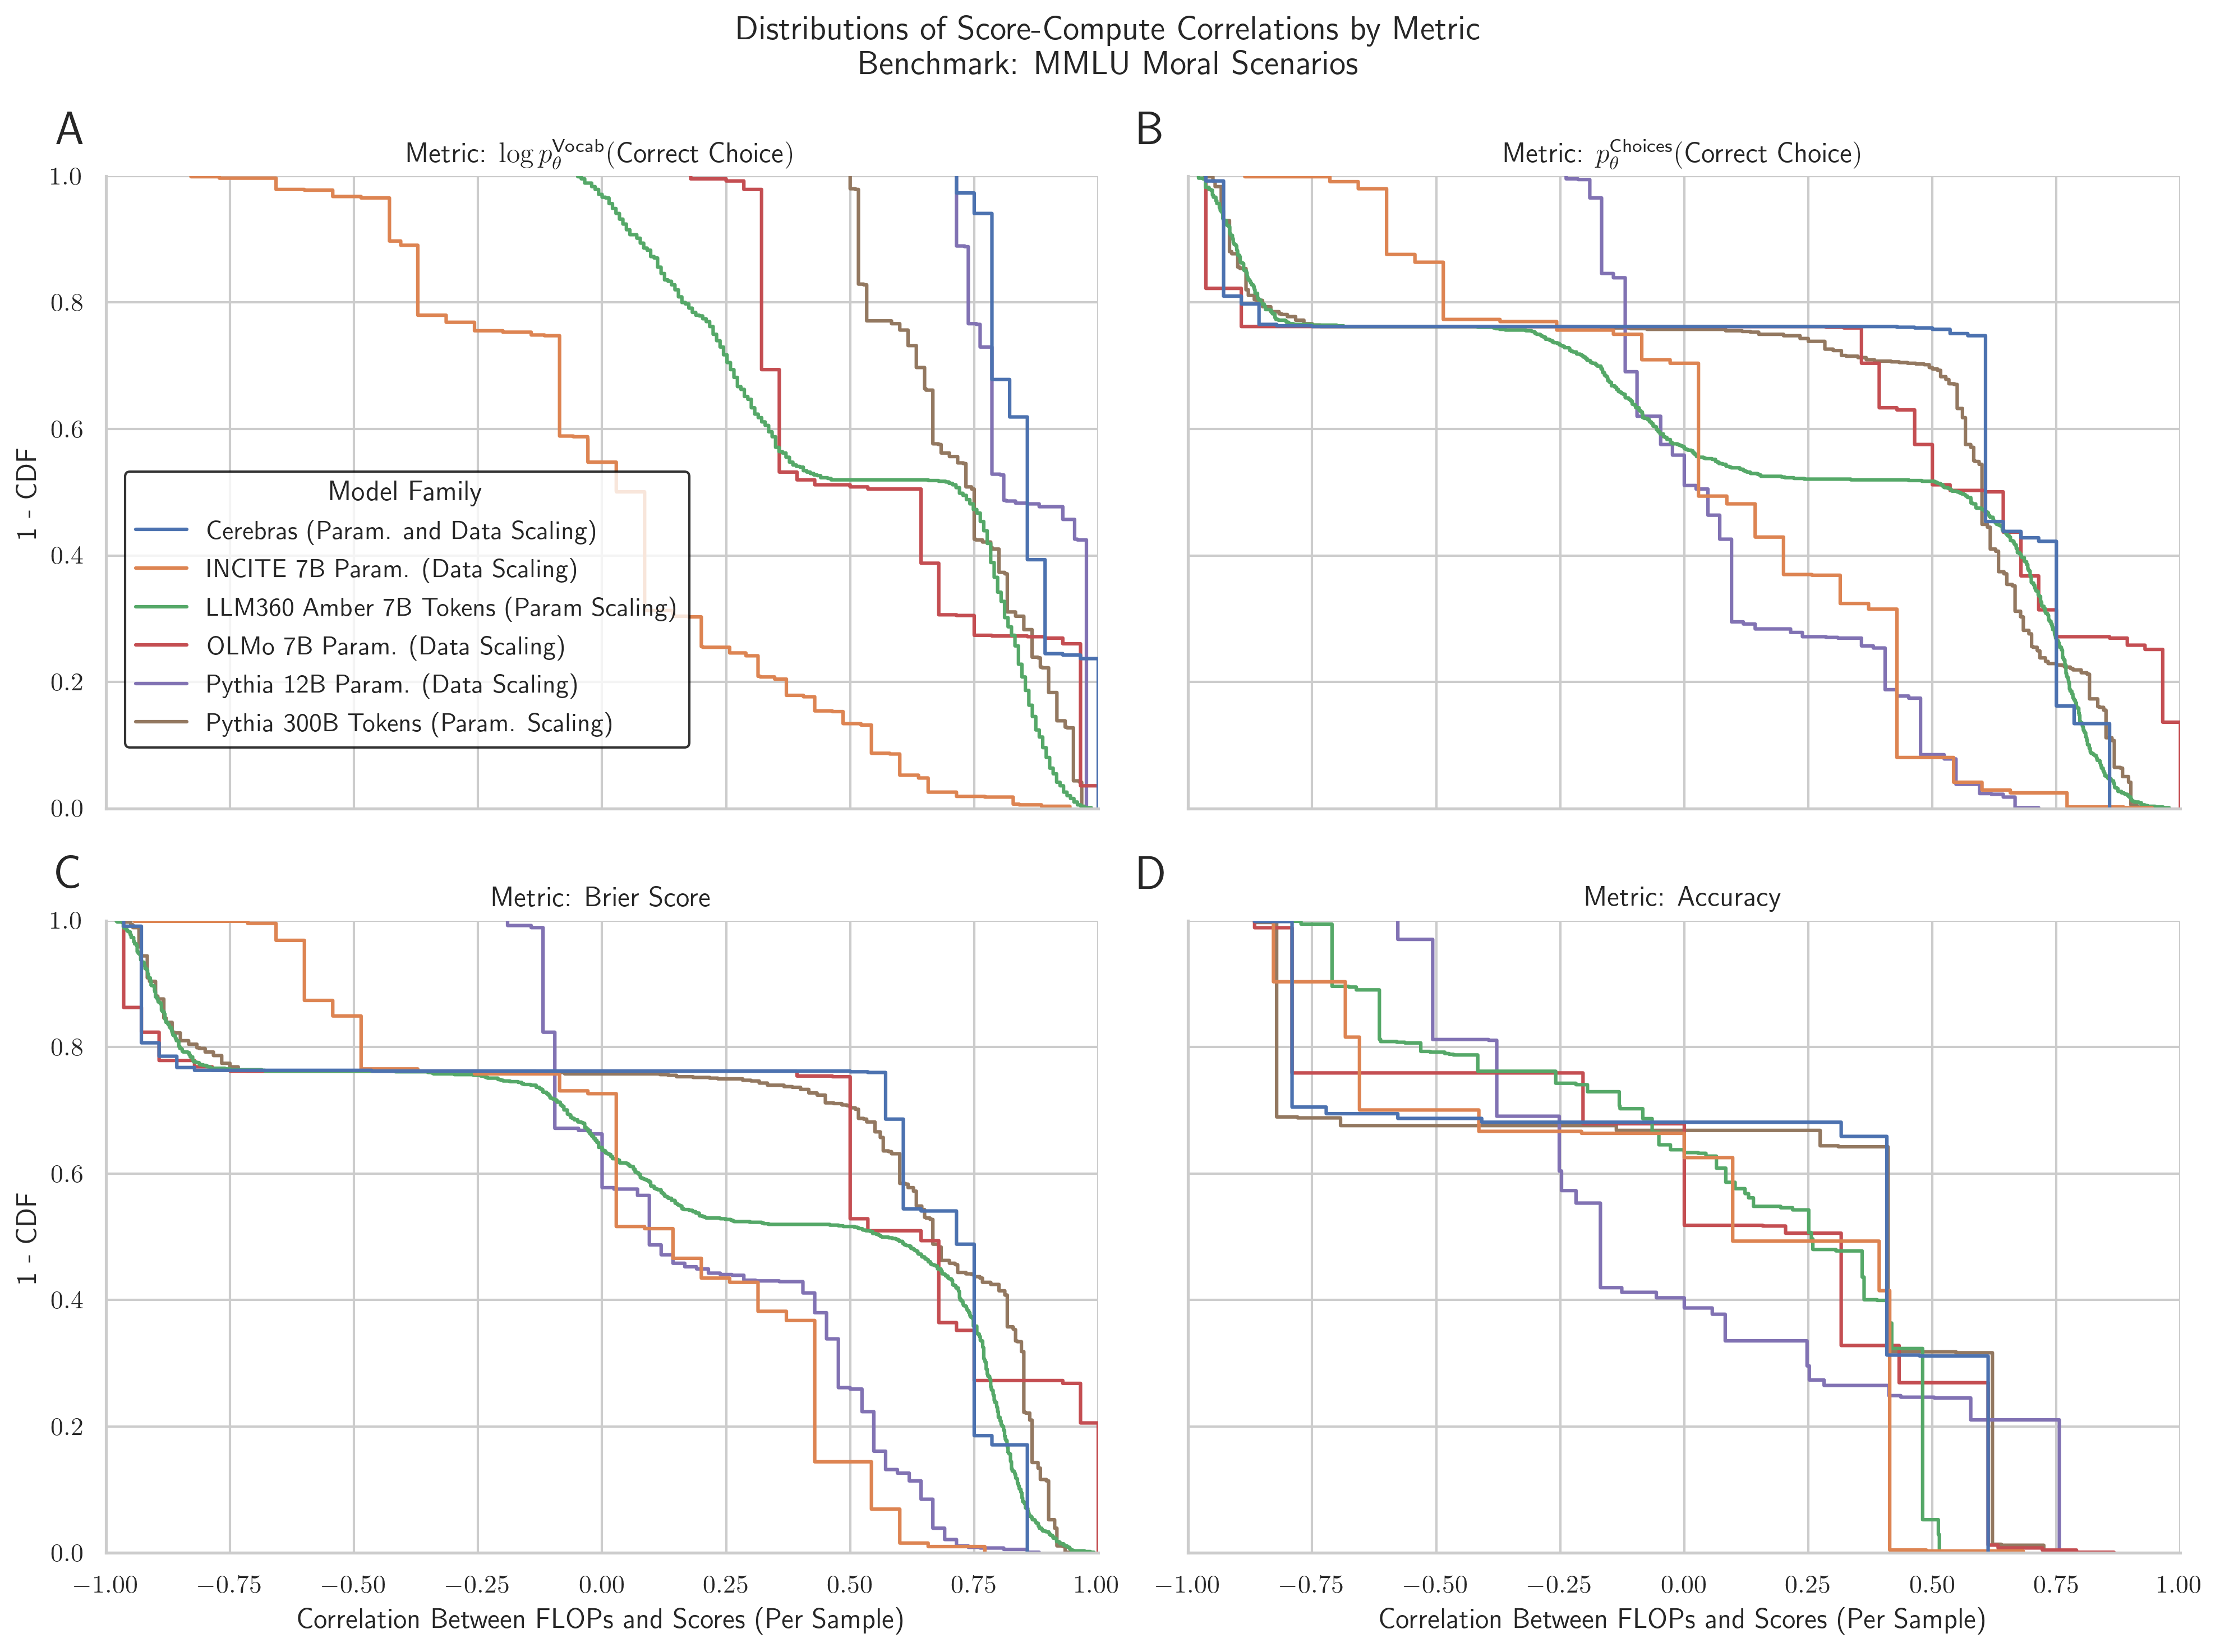 Distributions of Score-Compute Correlations by Metric
Benchmark: MMLU Moral Scenarios
A
Metric: log p_θ^Vocab(Correct Choice)
1.0
0.8
0.6
0.4
0.2
0.0
1 - CDF
Model Family
Cerebras (Param. and Data Scaling)
INCITE 7B Param. (Data Scaling)
LLM360 Amber 7B Tokens (Param Scaling)
OLMo 7B Param. (Data Scaling)
Pythia 12B Param. (Data Scaling)
Pythia 300B Tokens (Param. Scaling)
B
Metric: p_θ^Choices(Correct Choice)
C
Metric: Brier Score
1.0
0.8
0.6
0.4
0.2
0.0
1 - CDF
−1.00 −0.75 −0.50 −0.25 0.00 0.25 0.50 0.75 1.00
Correlation Between FLOPs and Scores (Per Sample)
D
Metric: Accuracy
−1.00 −0.75 −0.50 −0.25 0.00 0.25 0.50 0.75 1.00
Correlation Between FLOPs and Scores (Per Sample)